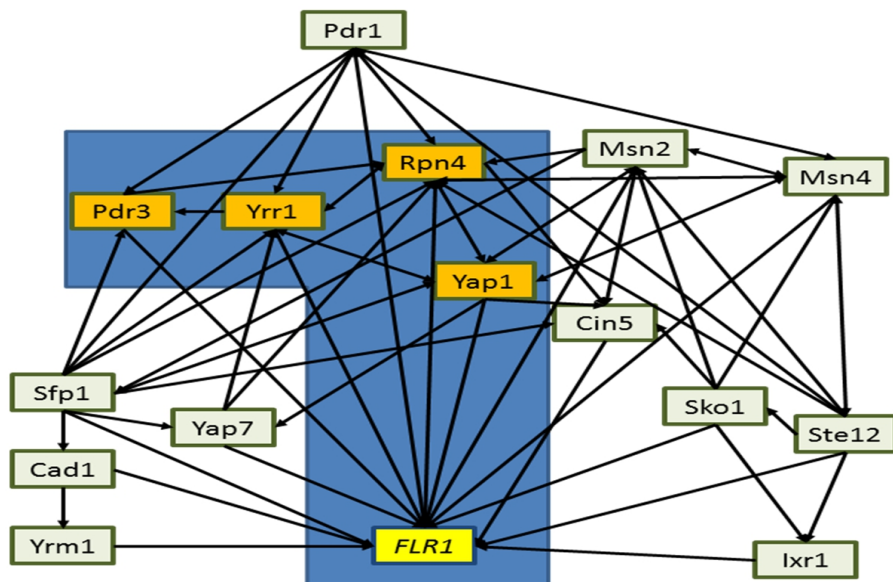 Pdr1
Rpn4
Msn2
Msn4
Pdr3
Yrr1
Yap1
Cin5
Sfp1
Yap7
Sko1
Ste12
Cad1
Yrm1
FLR1
Ixr1